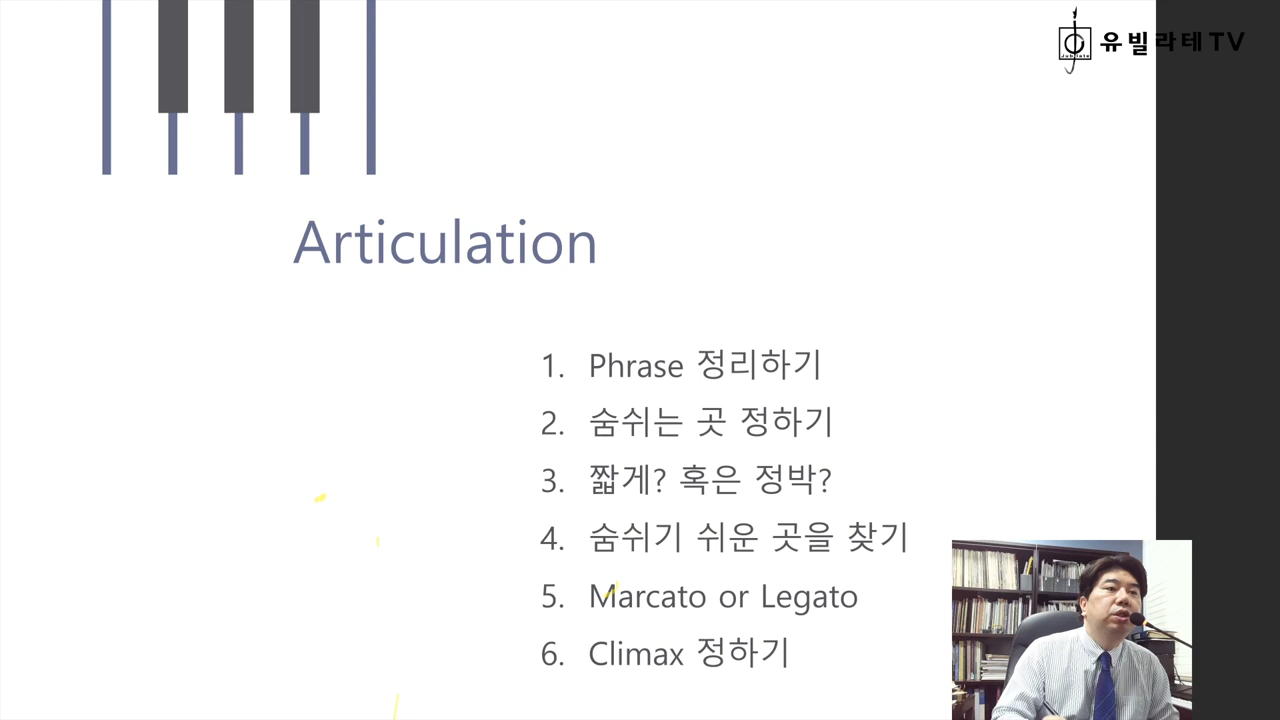 유빌라테TV
Jubilate
Articulation
1. Phrase 정리하기
2. 숨쉬는 곳 정하기
3. 짧게? 혹은 정박?
4. 숨쉬기 쉬운 곳을 찾기
5. Marcato or Legato
6. Climax 정하기